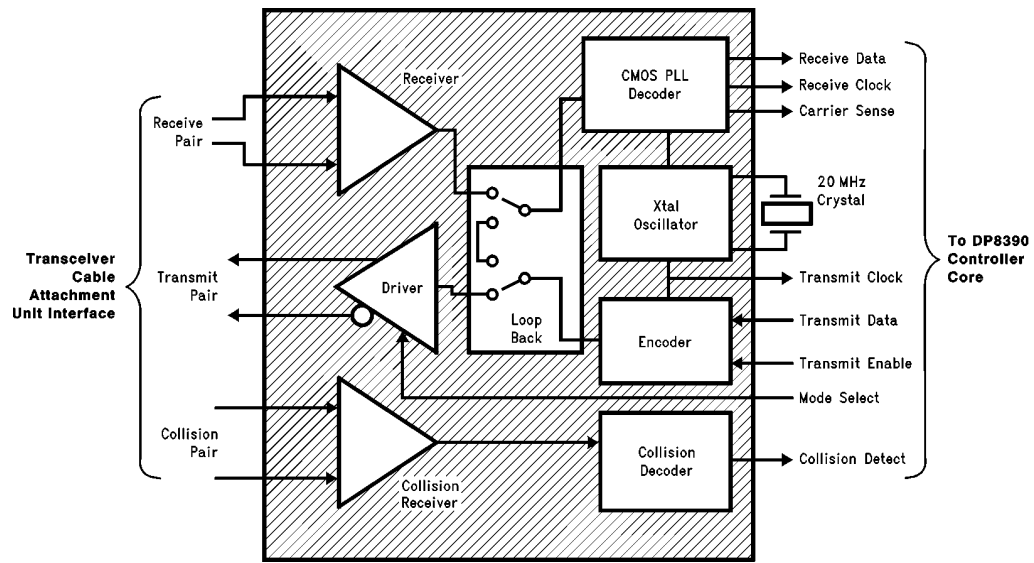 Transceiver
Cable
Attachment
Unit Interface
Receive
Pair
Transmit
Pair
Collision
Pair
Receiver
Driver
Collision
Receiver
Loop
Back
CMOS PLL
Decoder
Xtal
Oscillator
Encoder
Collision
Decoder
Receive Data
Receive Clock
Carrier Sense
20 MHz
Crystal
Transmit Clock
Transmit Data
Transmit Enable
Mode Select
Collision Detect
To DP8390
Controller
Core